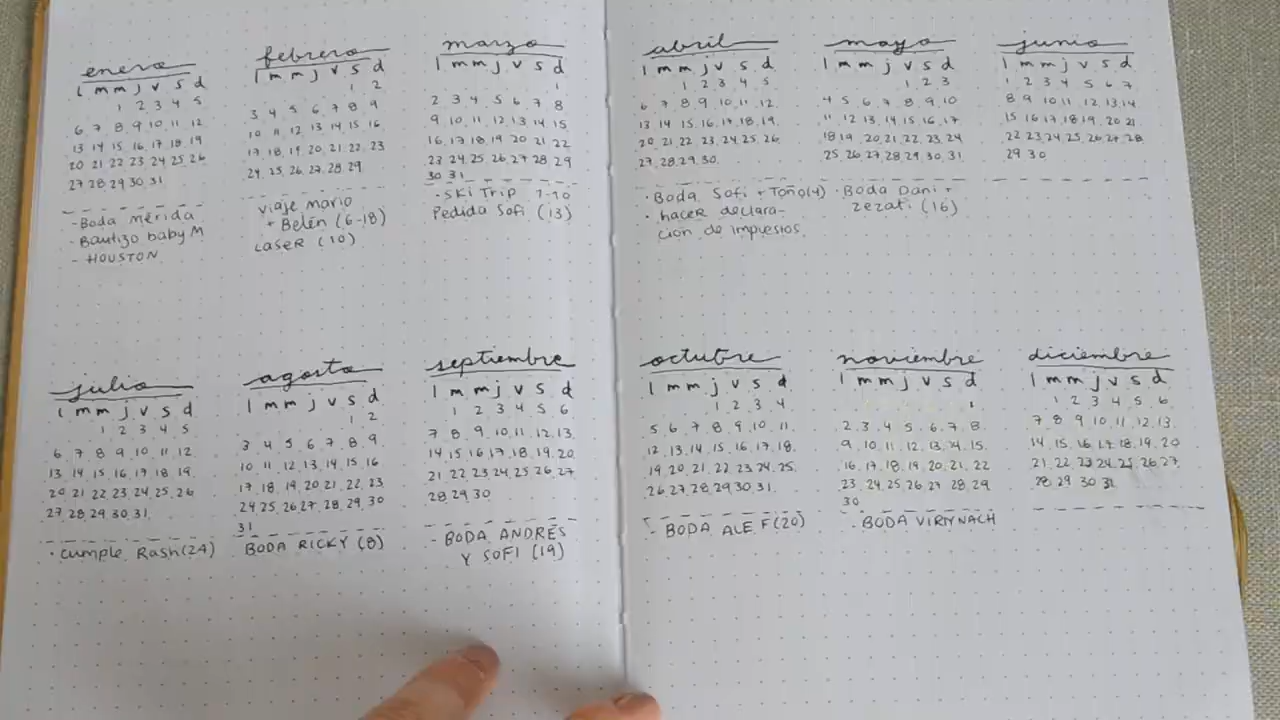 enero
l m m j v s d
1 2 3 4 5
6 7 8 9 10 11 12
13 14 15 16 17 18 19
20 21 22 23 24 25 26
27 28 29 30 31
- Boda mérida
- Bautizo baby M
- HOUSTON
febrero
l m m j v s d
1 2
3 4 5 6 7 8 9
10 11 12 13 14 15 16
17 18 19 20 21 22 23
24 25 26 27 28 29
viaje mario
+ Belén (6-18)
Laser (10)
marzo
l m m j v s d
1
2 3 4 5 6 7 8
9 10 11 12 13 14 15
16 17 18 19 20 21 22
23 24 25 26 27 28 29
30 31
· Ski Trip 7-10
Pedida Sofi (13)
abril
l m m j v s d
1 2 3 4 5
6 7 8 9 10 11 12
13 14 15 16 17 18 19
20 21 22 23 24 25 26
27 28 29 30
· Boda Sofi + Toño (4)
· hacer declara-
ción de impuestos
mayo
l m m j v s d
1 2 3
4 5 6 7 8 9 10
11 12 13 14 15 16 17
18 19 20 21 22 23 24
25 26 27 28 29 30 31
· Boda Dani +
zezati (16)
junio
l m m j v s d
1 2 3 4 5 6 7
8 9 10 11 12 13 14
15 16 17 18 19 20 21
22 23 24 25 26 27 28
29 30
julio
l m m j v s d
1 2 3 4 5
6 7 8 9 10 11 12
13 14 15 16 17 18 19
20 21 22 23 24 25 26
27 28 29 30 31
· cumple Rash (24)
agosto
l m m j v s d
1 2
3 4 5 6 7 8 9
10 11 12 13 14 15 16
17 18 19 20 21 22 23
24 25 26 27 28 29 30
31
BODA RICKY (8)
septiembre
l m m j v s d
1 2 3 4 5 6
7 8 9 10 11 12 13
14 15 16 17 18 19 20
21 22 23 24 25 26 27
28 29 30
- BODA ANDRÉS
Y SOFI (19)
octubre
l m m j v s d
1 2 3 4
5 6 7 8 9 10 11
12 13 14 15 16 17 18
19 20 21 22 23 24 25
26 27 28 29 30 31
- BODA ALE F (20)
noviembre
l m m j v s d
1
2 3 4 5 6 7 8
9 10 11 12 13 14 15
16 17 18 19 20 21 22
23 24 25 26 27 28 29
30
· BODA VIRI Y NACH
diciembre
l m m j v s d
1 2 3 4 5 6
7 8 9 10 11 12 13
14 15 16 17 18 19 20
21 22 23 24 25 26 27
28 29 30 31